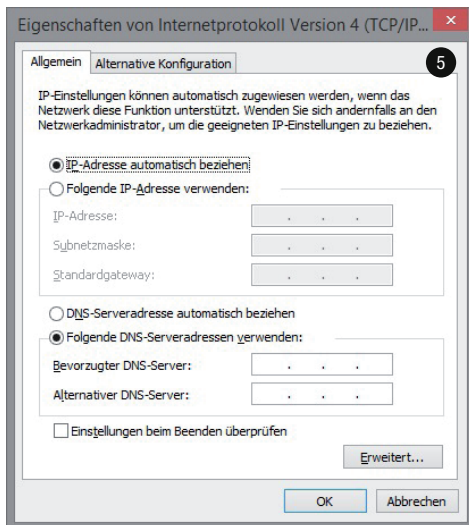 Eigenschaften von Internetprotokoll Version 4 (TCP/IP...
Allgemein Alternative Konfiguration
5
IP-Einstellungen können automatisch zugewiesen werden, wenn das
Netzwerk diese Funktion unterstützt. Wenden Sie sich andernfalls an den
Netzwerkadministrator, um die geeigneten IP-Einstellungen zu beziehen.
IP-Adresse automatisch beziehen
Folgende IP-Adresse verwenden:
IP-Adresse: . . .
Subnetzmaske: . . .
Standardgateway: . . .
DNS-Serveradresse automatisch beziehen
Folgende DNS-Serveradressen verwenden:
Bevorzugter DNS-Server: . . .
Alternativer DNS-Server: . . .
Einstellungen beim Beenden überprüfen
Erweitert...
OK Abbrechen